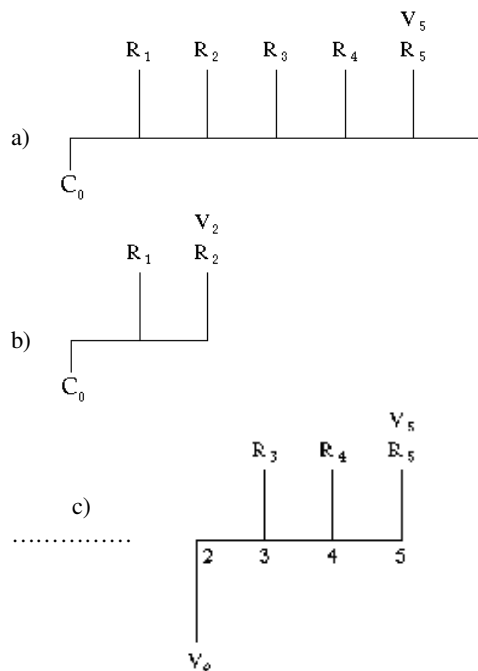 V₅
R₁ R₂ R₃ R₄ R₅
a)
C₀
V₂
R₁ R₂
b)
C₀
V₅
R₃ R₄ R₅
c)
2 3 4 5
V₀